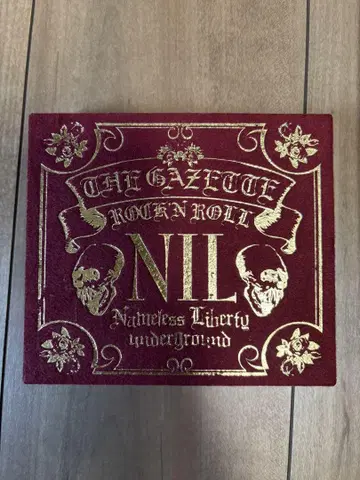 THE GAZETTE
ROCK N ROLL
NIL
Nameless Liberty
underground